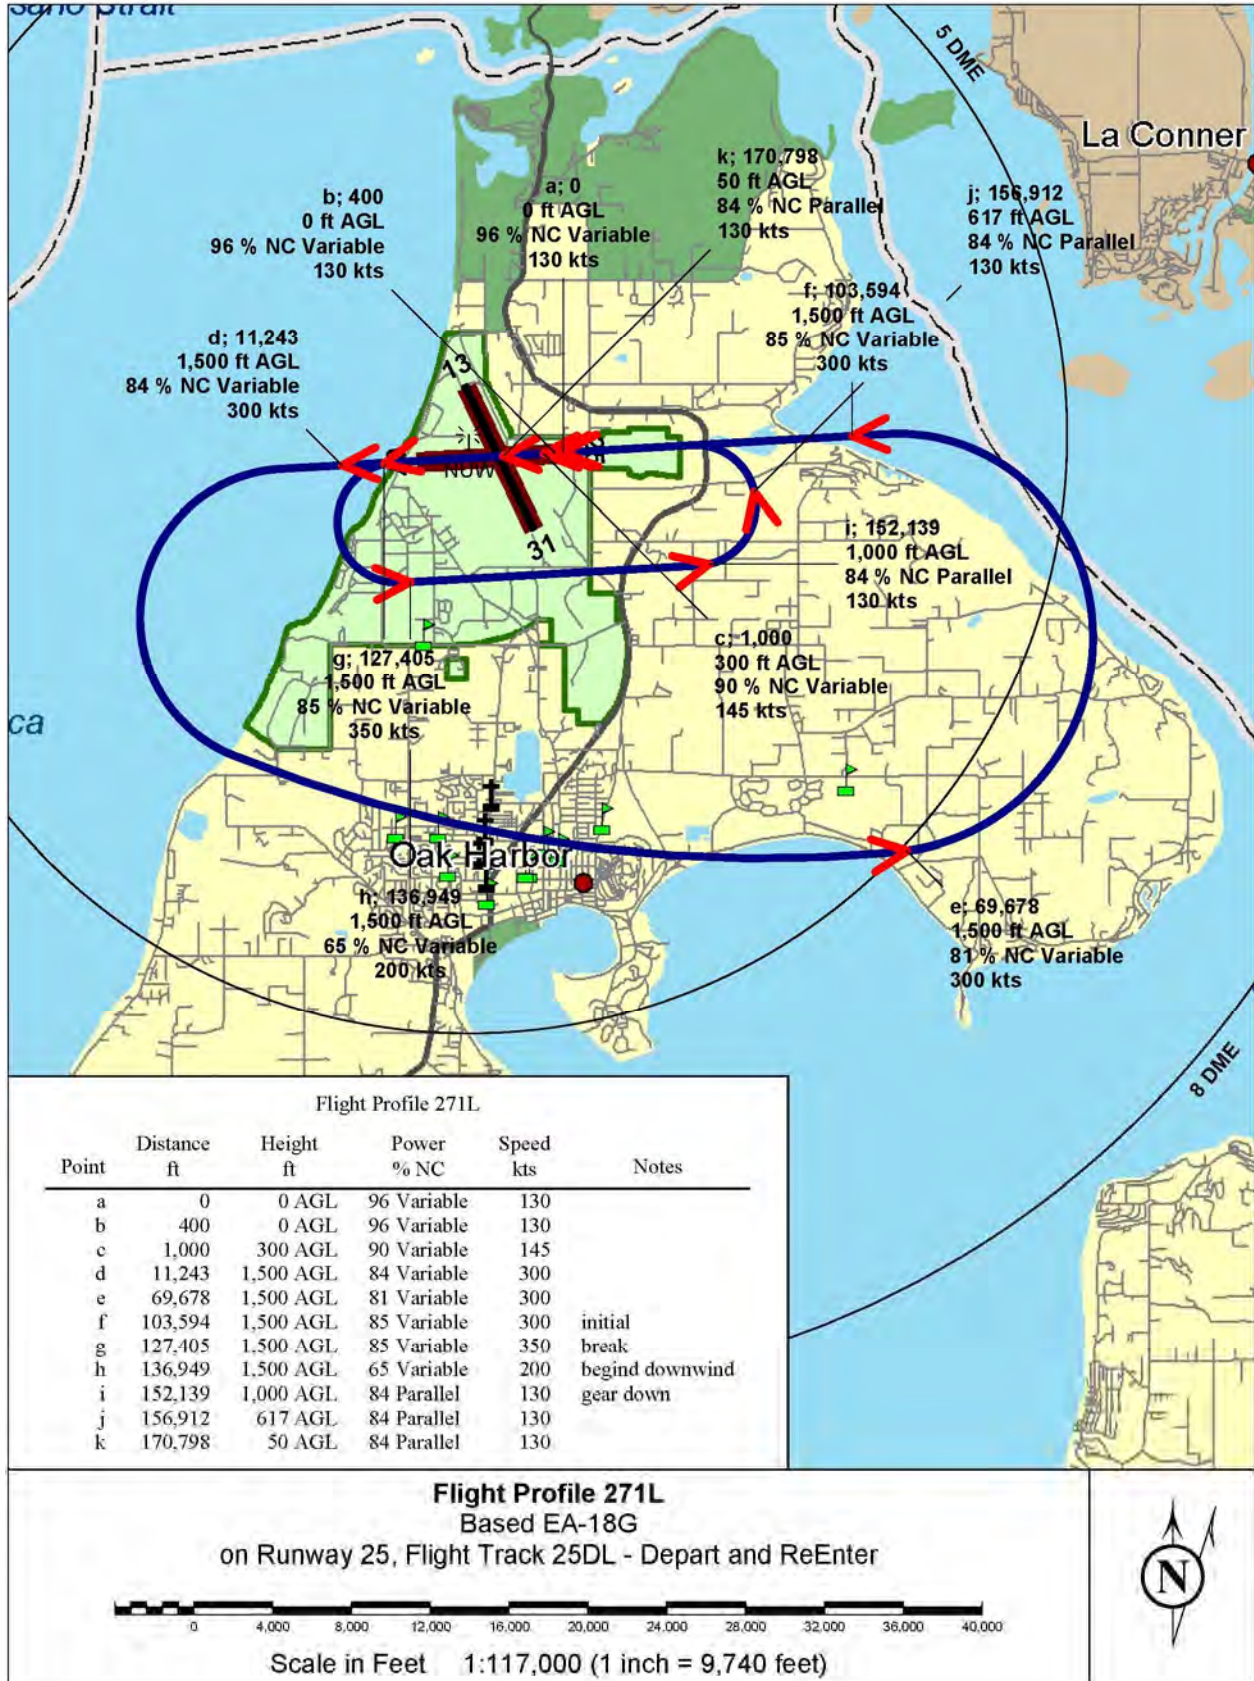 5 DME
La Conner
k; 170,798
50 ft AGL
84 % NC Parallel
130 kts
a; 0
0 ft AGL
96 % NC Variable
130 kts
b; 400
0 ft AGL
96 % NC Variable
130 kts
j; 156,912
617 ft AGL
84 % NC Parallel
130 kts
f; 103,594
1,500 ft AGL
85 % NC Variable
300 kts
d; 11,243
1,500 ft AGL
84 % NC Variable
300 kts
13
NUW
31
i; 152,139
1,000 ft AGL
84 % NC Parallel
130 kts
c; 1,000
300 ft AGL
90 % NC Variable
145 kts
g; 127,405
1,500 ft AGL
85 % NC Variable
350 kts
ca
Oak Harbor
h; 136,949
1,500 ft AGL
65 % NC Variable
200 kts
e; 69,678
1,500 ft AGL
81 % NC Variable
300 kts
8 DME
Flight Profile 271L
Distance Height Power Speed
Point ft ft % NC kts Notes
a 0 0 AGL 96 Variable 130
b 400 0 AGL 96 Variable 130
c 1,000 300 AGL 90 Variable 145
d 11,243 1,500 AGL 84 Variable 300
e 69,678 1,500 AGL 81 Variable 300
f 103,594 1,500 AGL 85 Variable 300 initial
g 127,405 1,500 AGL 85 Variable 350 break
h 136,949 1,500 AGL 65 Variable 200 begind downwind
i 152,139 1,000 AGL 84 Parallel 130 gear down
j 156,912 617 AGL 84 Parallel 130
k 170,798 50 AGL 84 Parallel 130
Flight Profile 271L
Based EA-18G
on Runway 25, Flight Track 25DL - Depart and ReEnter
0 4,000 8,000 12,000 16,000 20,000 24,000 28,000 32,000 36,000 40,000
Scale in Feet 1:117,000 (1 inch = 9,740 feet)
N